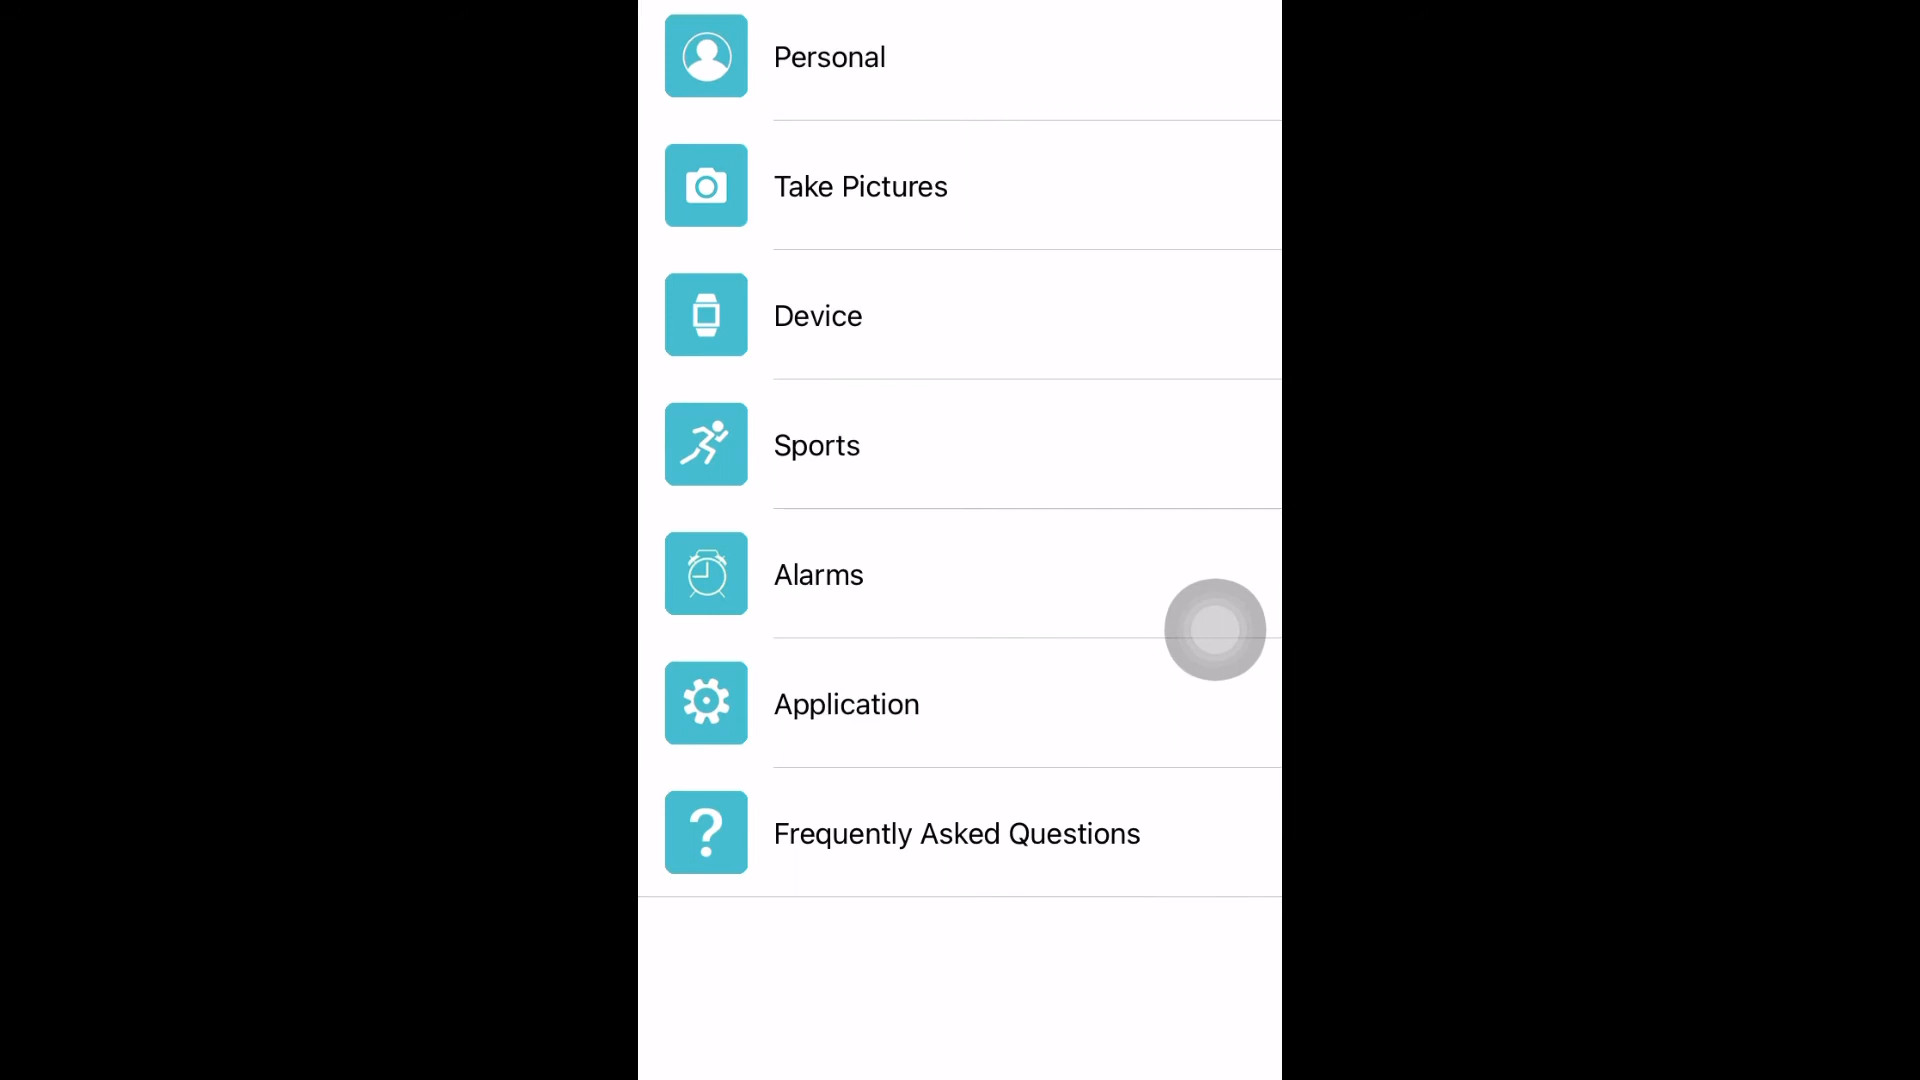 Personal
Take Pictures
Device
Sports
Alarms
Application
Frequently Asked Questions